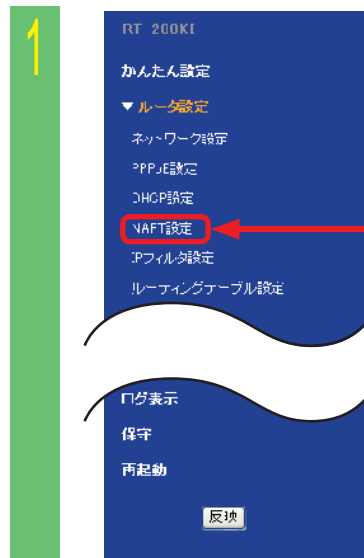 1
RT 200KI
かんたん設定
▼ルータ設定
ネットワーク設定
PPPoE設定
DHCP設定
NAPT設定
IPフィルタ設定
ルーティングテーブル設定
ログ表示
保守
再起動
反映